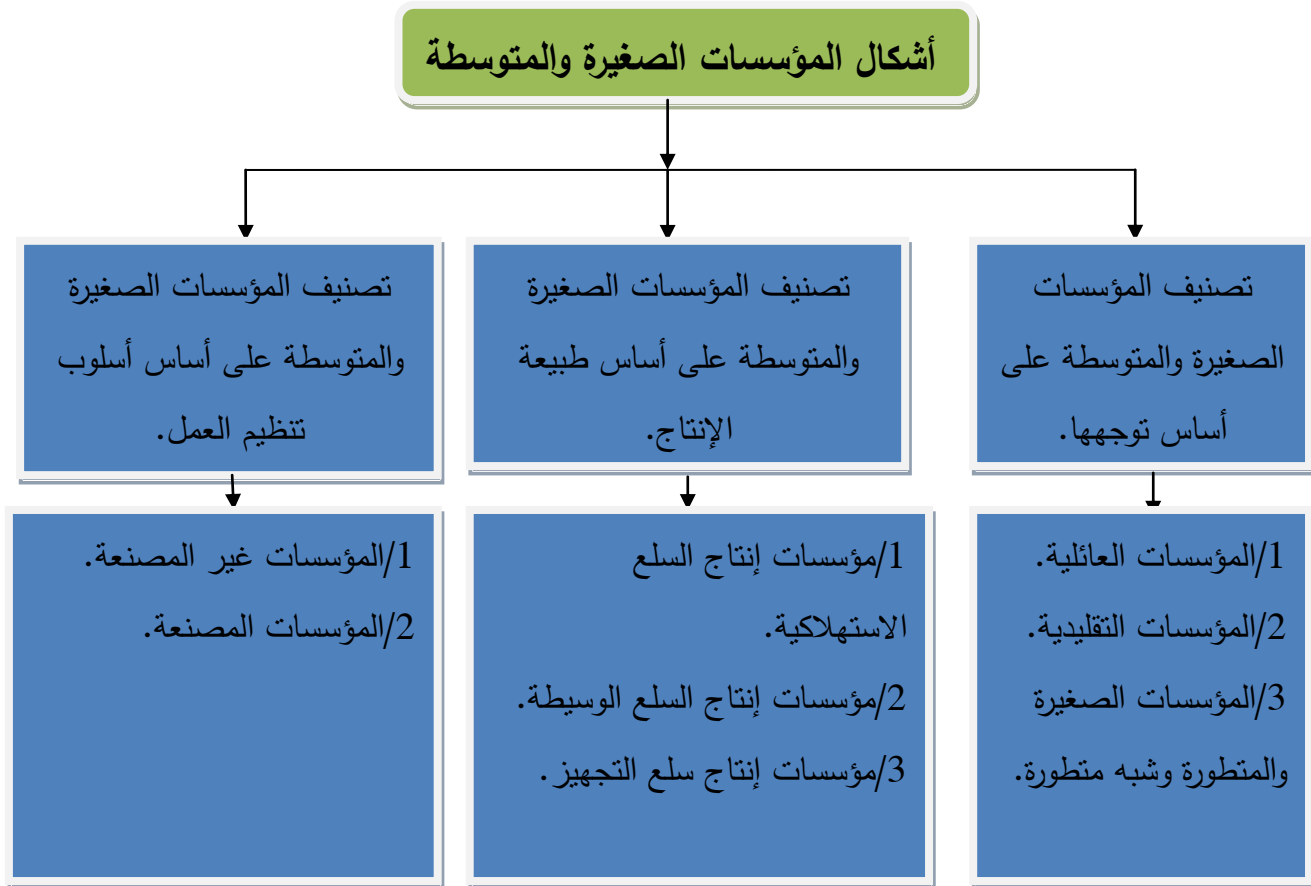 أشكال المؤسسات الصغيرة والمتوسطة
تصنيف المؤسسات
الصغيرة والمتوسطة على
أساس توجهها.
تصنيف المؤسسات الصغيرة
والمتوسطة على أساس طبيعة
الإنتاج.
تصنيف المؤسسات الصغيرة
والمتوسطة على أساس أسلوب
تنظيم العمل.
1/المؤسسات العائلية.
2/المؤسسات التقليدية.
3/المؤسسات الصغيرة
والمتطورة وشبه متطورة.
1/مؤسسات إنتاج السلع
الاستهلاكية.
2/مؤسسات إنتاج السلع الوسيطة.
3/مؤسسات إنتاج سلع التجهيز.
1/المؤسسات غير المصنعة.
2/المؤسسات المصنعة.